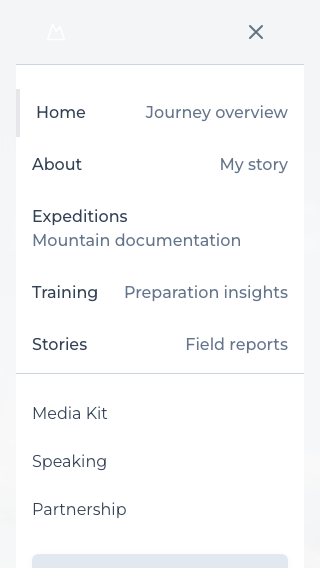 Home Journey overview
About My story
Expeditions
Mountain documentation
Training Preparation insights
Stories Field reports
Media Kit
Speaking
Partnership